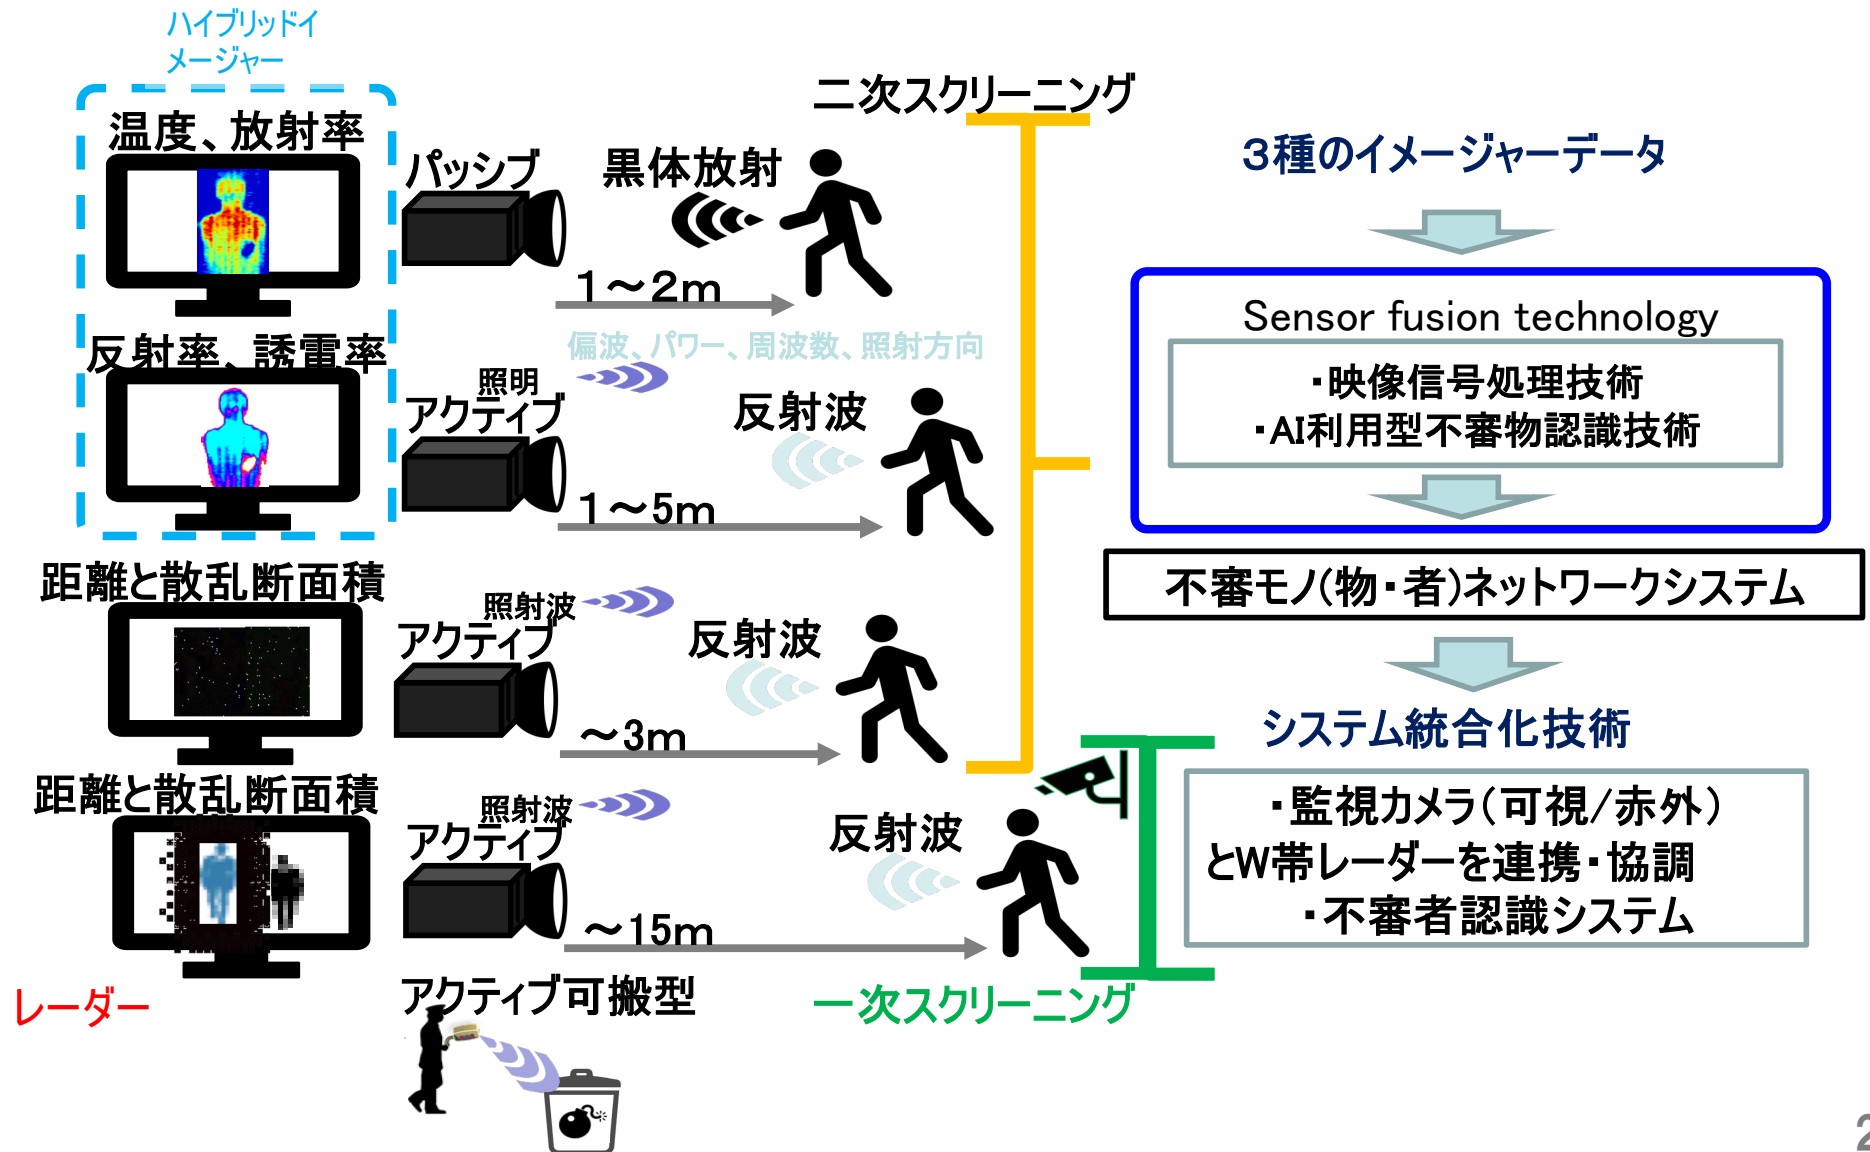 ハイブリッドイ
メージャー
温度、放射率
パッシブ
黒体放射
1～2m
反射率、誘電率
偏波、パワー、周波数、照射方向
照明
アクティブ
反射波
1～5m
距離と散乱断面積
照射波
アクティブ
反射波
～3m
距離と散乱断面積
照射波
アクティブ
反射波
～15m
レーダー
アクティブ可搬型
二次スクリーニング
一次スクリーニング
３種のイメージャーデータ
Sensor fusion technology
・映像信号処理技術
・AI利用型不審物認識技術
不審モノ(物・者)ネットワークシステム
システム統合化技術
・監視カメラ(可視/赤外)
とW帯レーダーを連携・協調
・不審者認識システム
2